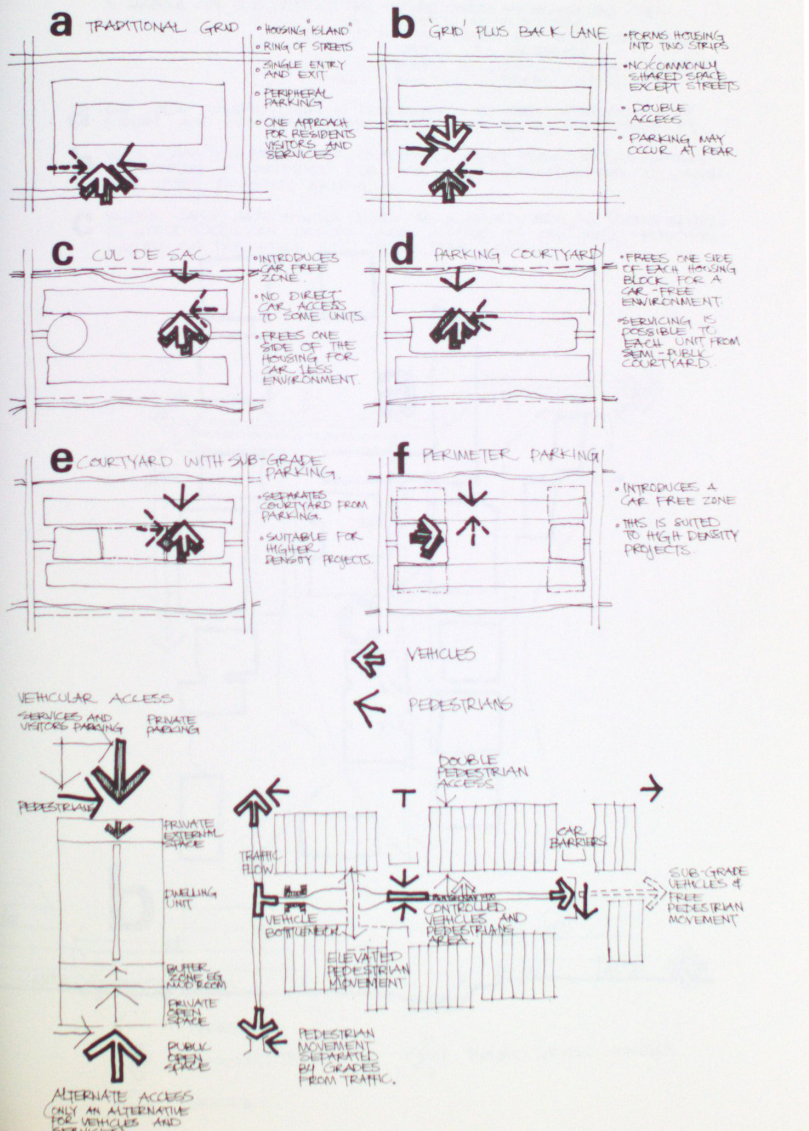 a TRADITIONAL GRID
• HOUSING "ISLAND"
• RING OF STREETS
• SINGLE ENTRY
AND EXIT
• PERIPHERAL
PARKING
• ONE APPROACH
FOR RESIDENTS
VISITORS AND
SERVICES
b 'GRID' PLUS BACK LANE
• FORMS HOUSING
INTO TWO STRIPS
• NO/COMMONLY
SHARED SPACE
EXCEPT STREETS
• DOUBLE
ACCESS
• PARKING MAY
OCCUR AT REAR
c CUL DE SAC
• INTRODUCES
CAR FREE
ZONE.
• NO DIRECT
CAR ACCESS
TO SOME UNITS.
• FREES ONE
SIDE OF THE
HOUSING FOR
CAR LESS
ENVIRONMENT.
d PARKING COURTYARD
• FREES ONE SIDE
OF EACH HOUSING
BLOCK FOR A
CAR-FREE
ENVIRONMENT.
• SERVICING IS
POSSIBLE TO
EACH UNIT FROM
SEMI-PUBLIC
COURTYARD.
e COURTYARD WITH SUB-GRADE
PARKING
• SEPARATES
COURTYARD FROM
PARKING.
• SUITABLE FOR
HIGHER
DENSITY PROJECTS.
f PERIMETER PARKING
• INTRODUCES A
CAR FREE ZONE
• THIS IS SUITED
TO HIGH DENSITY
PROJECTS.
VEHICLES
PEDESTRIANS
VEHICULAR ACCESS
SERVICES AND
VISITORS PARKING
PRIVATE
PARKING
PEDESTRIANS
PRIVATE
EXTERNAL
SPACE
DWELLING
UNIT
BUFFER
ZONE EG
MUD ROOM
PRIVATE
OPEN
SPACE
PUBLIC
OPEN
SPACE
ALTERNATE ACCESS
(ONLY AN ALTERNATIVE
FOR VEHICLES AND
SERVICES)
DOUBLE
PEDESTRIAN
ACCESS
CAR
BARRIERS
TRAFFIC
FLOW
VEHICLE
BOTTLENECK
CONTROLLED
VEHICLES AND
PEDESTRIANS
AREA
SUB-GRADE
VEHICLES &
FREE
PEDESTRIAN
MOVEMENT
ELEVATED
PEDESTRIAN
MOVEMENT
PEDESTRIAN
MOVEMENT
SEPARATED
BY GRADES
FROM TRAFFIC.